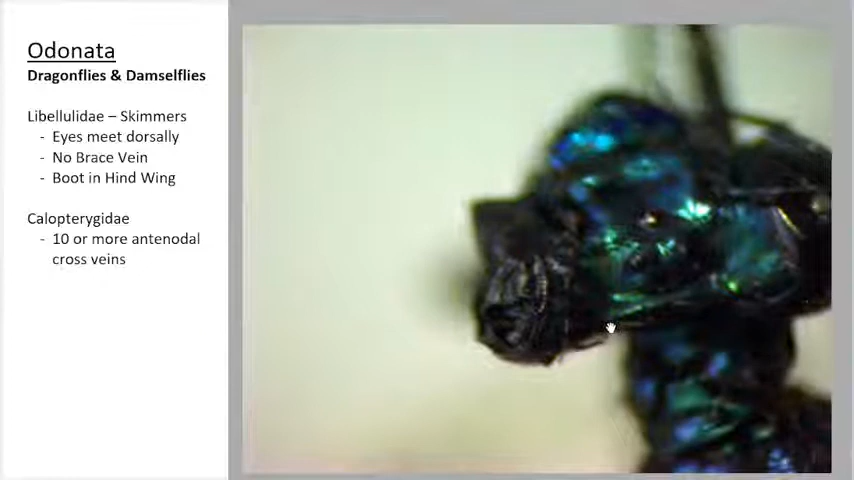 Odonata
Dragonflies & Damselflies
Libellulidae – Skimmers
- Eyes meet dorsally
- No Brace Vein
- Boot in Hind Wing
Calopterygidae
- 10 or more antenodal
cross veins